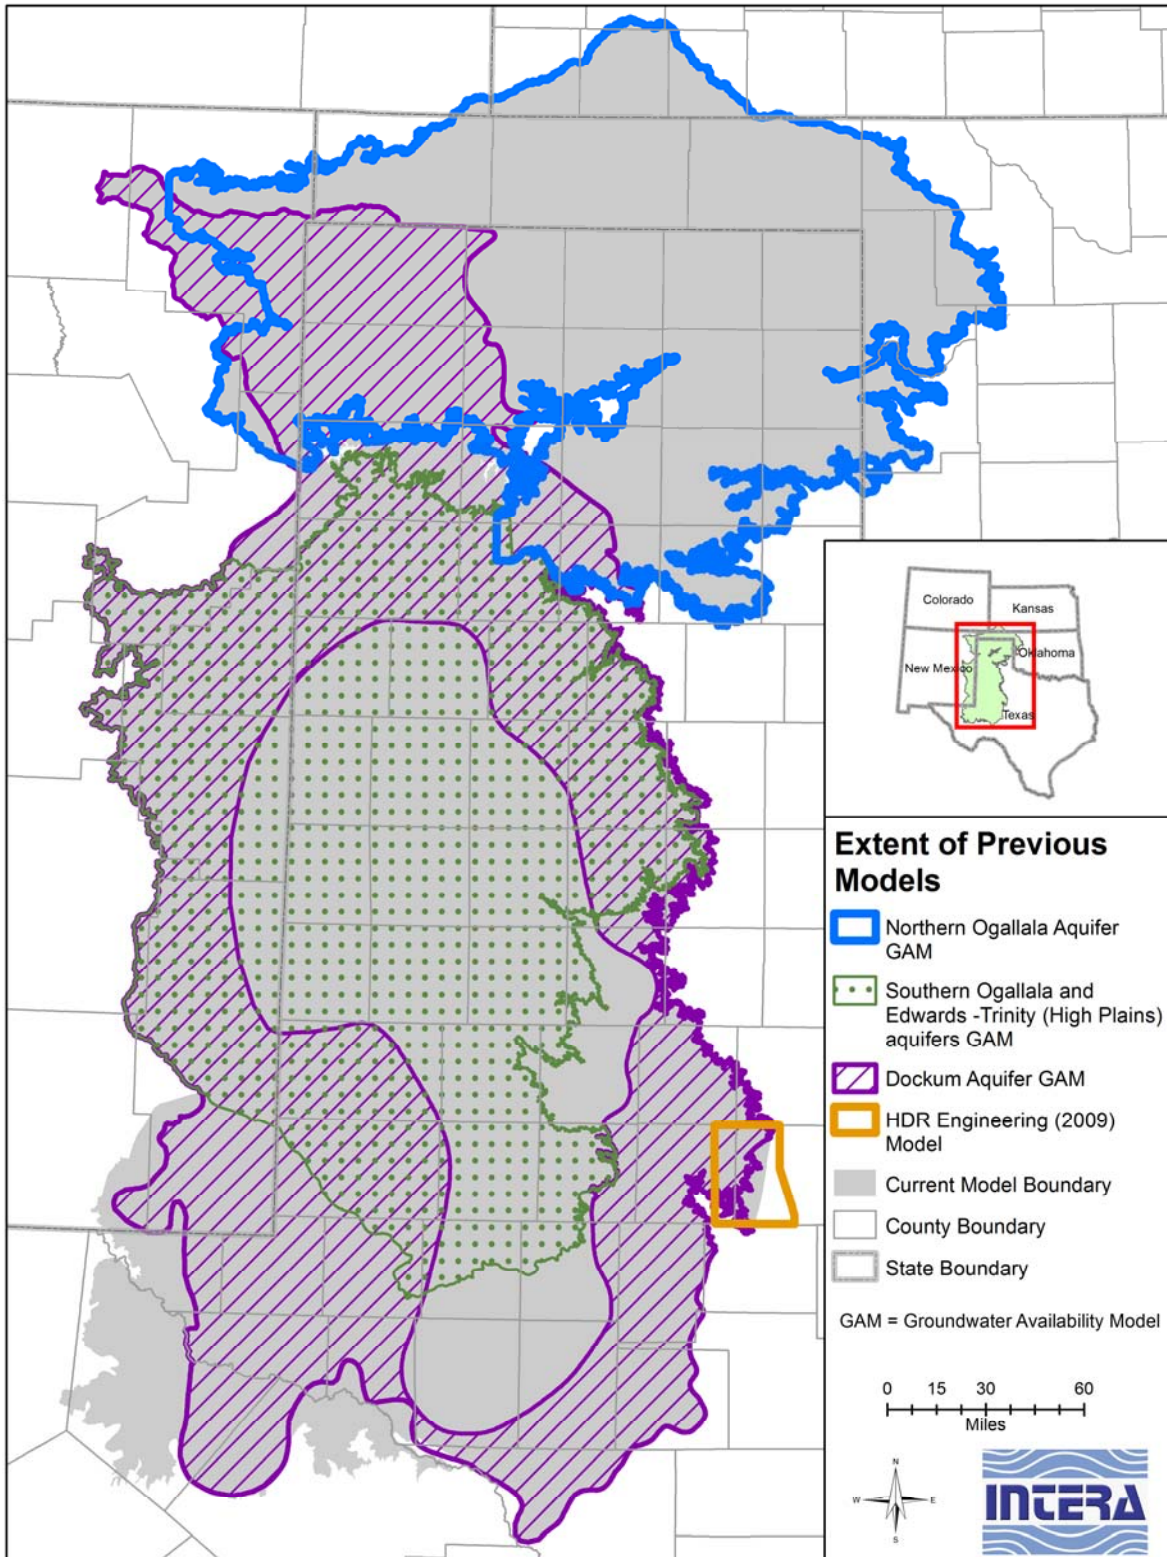 Colorado
Kansas
New Mexico
Oklahoma
Texas
Extent of Previous
Models
Northern Ogallala Aquifer
GAM
Southern Ogallala and
Edwards -Trinity (High Plains)
aquifers GAM
Dockum Aquifer GAM
HDR Engineering (2009)
Model
Current Model Boundary
County Boundary
State Boundary
GAM = Groundwater Availability Model
0 15 30 60
Miles
N
W E
S
INTERA